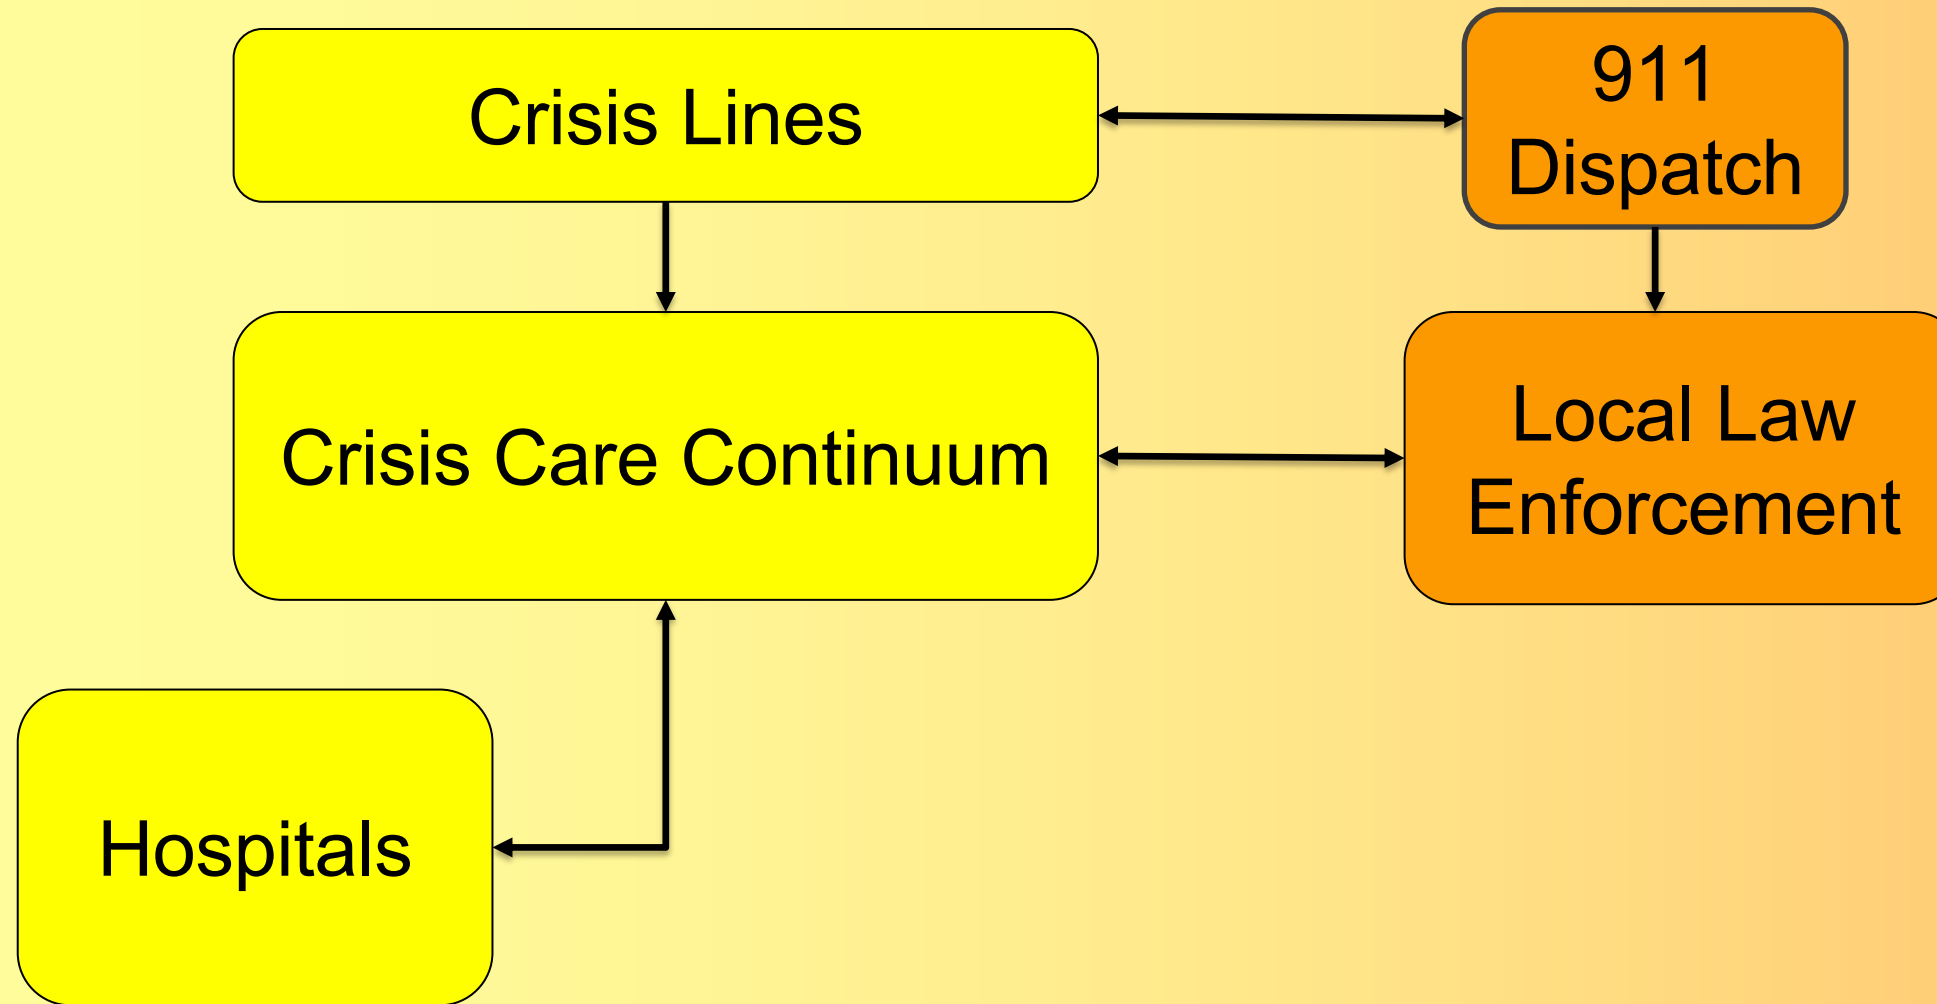 Crisis Lines
911
Dispatch
Crisis Care Continuum
Local Law
Enforcement
Hospitals